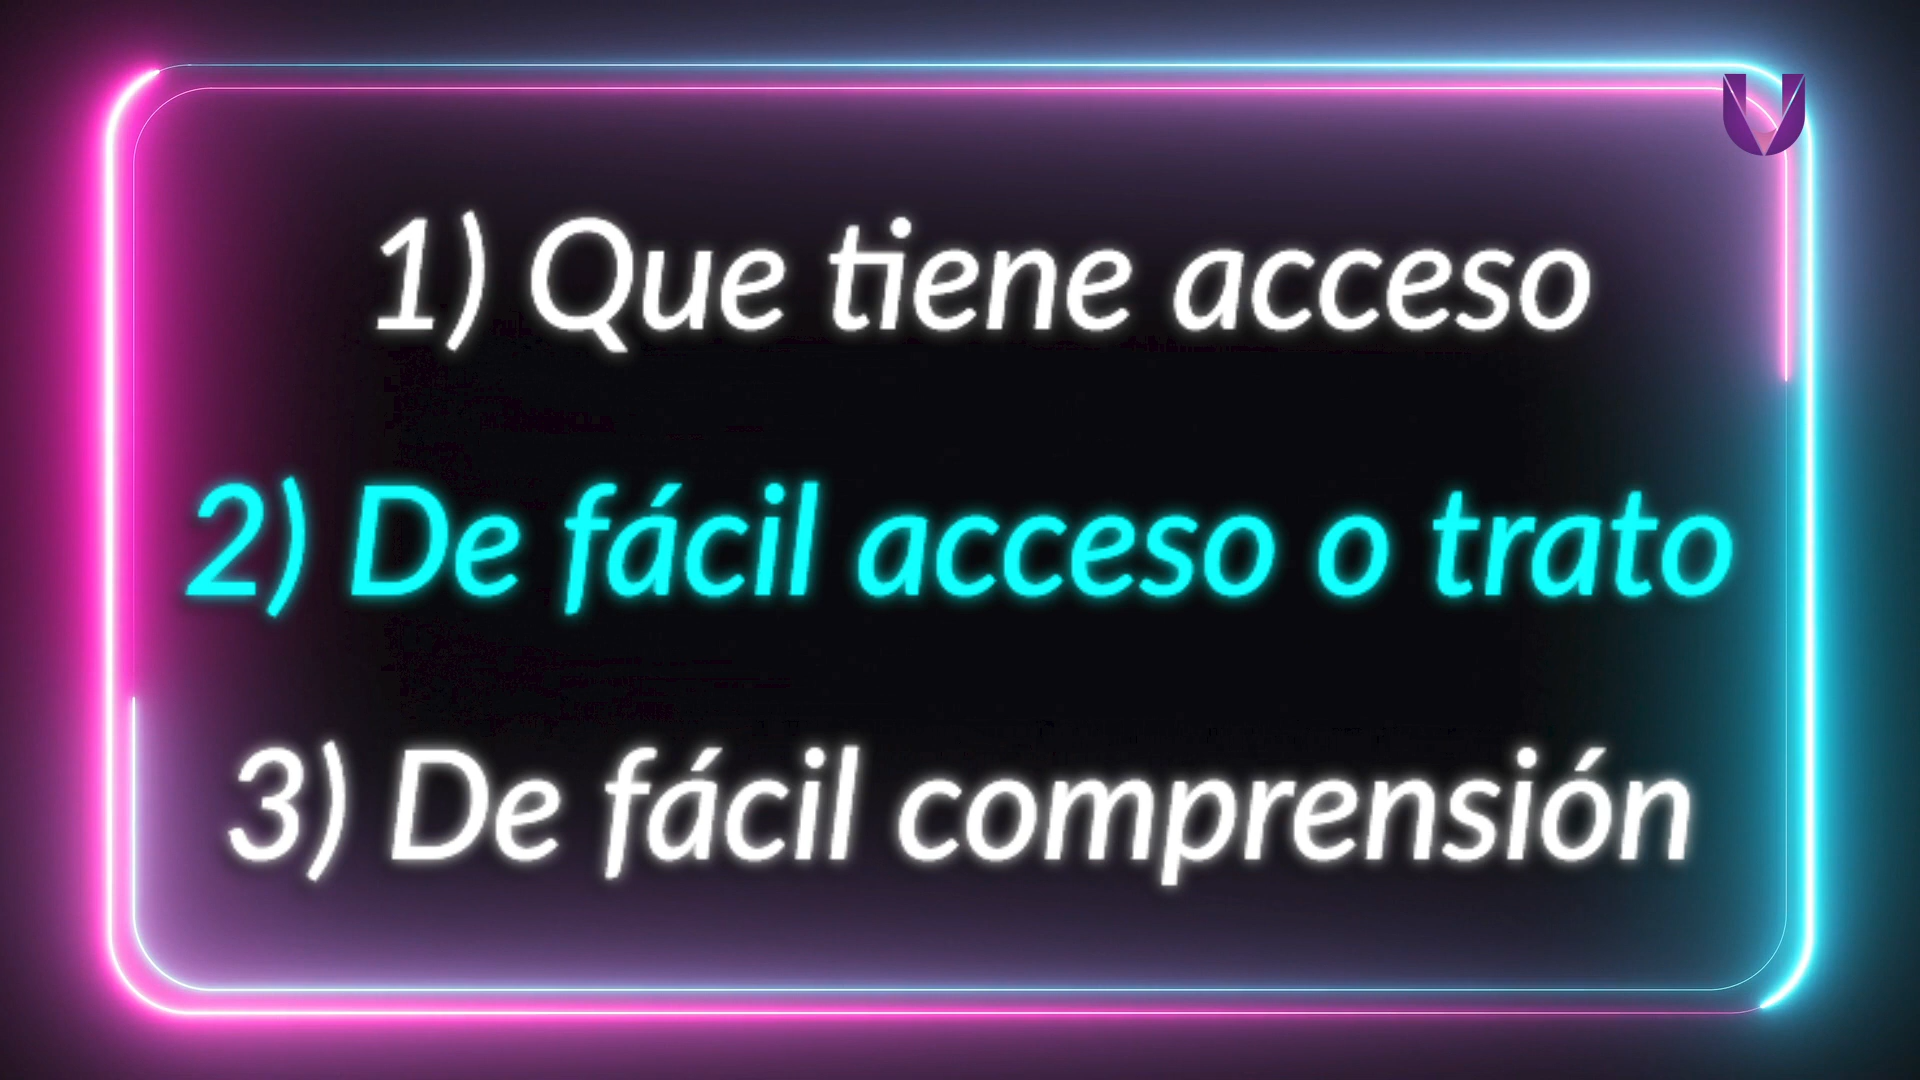 1) Que tiene acceso
2) De fácil acceso o trato
3) De fácil comprensión